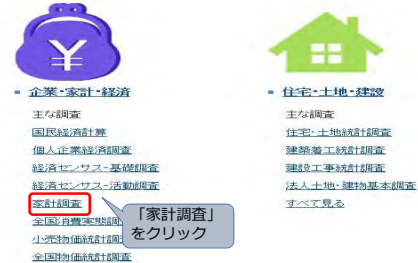 ¥
企業・家計・経済
主な調査
国民経済計算
個人企業経済調査
経済センサス-基礎調査
経済センサス-活動調査
家計調査
全国消費実態調
小売物価統計調
全国物価統計調査
「家計調査」
をクリック
住宅・土地・建設
主な調査
住宅・土地統計調査
建築着工統計調査
建設工事統計調査
法人土地・建物基本調査
すべて見る